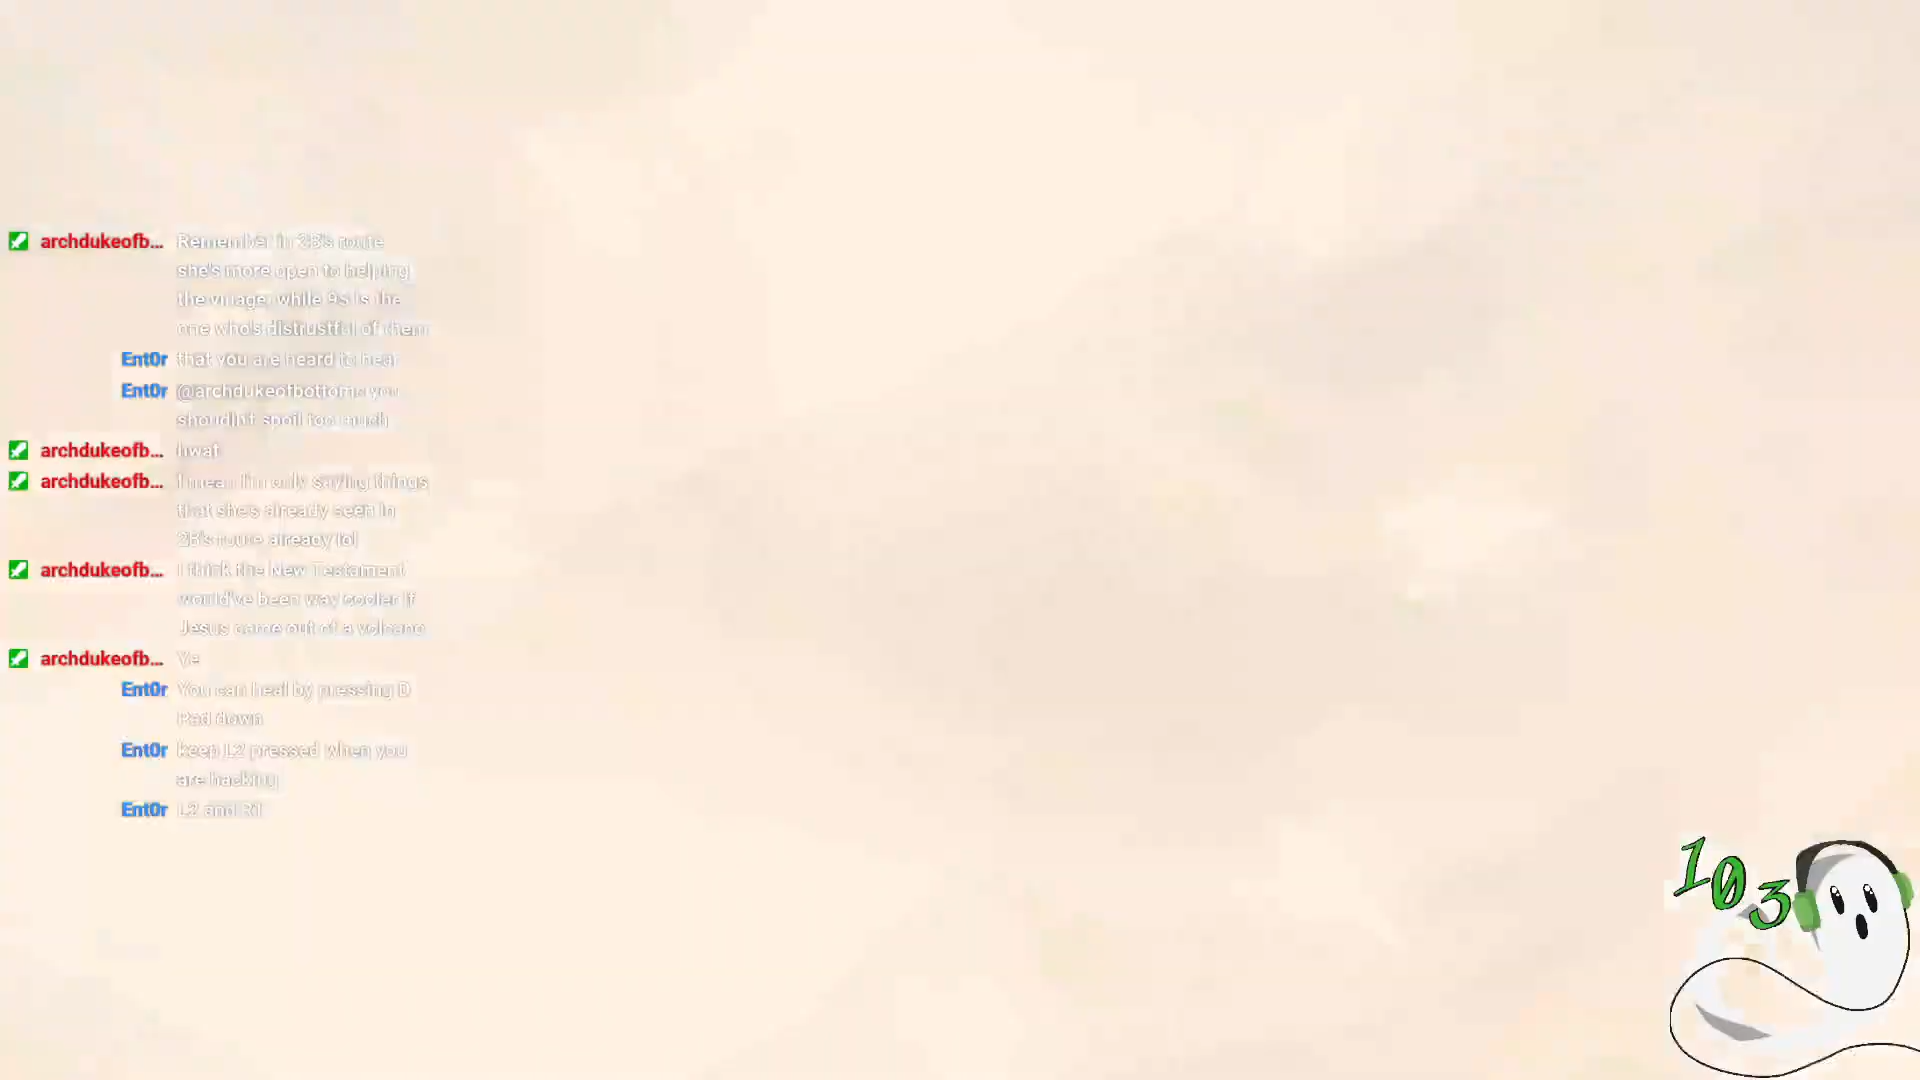 archdukeofb... Remember in 2B's route
she's more open to helping
the village, while 9S is the
one who's distrustful of them
Ent0r that you are heard to hear
Ent0r @archdukeofbottoms you
shoudln't spoil too much
archdukeofb... hwat
archdukeofb... I mean I'm only saying things
that she's already seen in
2B's route already lol
archdukeofb... I think the New Testament
would've been way cooler if
Jesus came out of a volcano
archdukeofb... Ye
Ent0r You can heal by pressing D
Pad down
Ent0r keep L2 pressed when you
are hacking
Ent0r L2 and R1
103